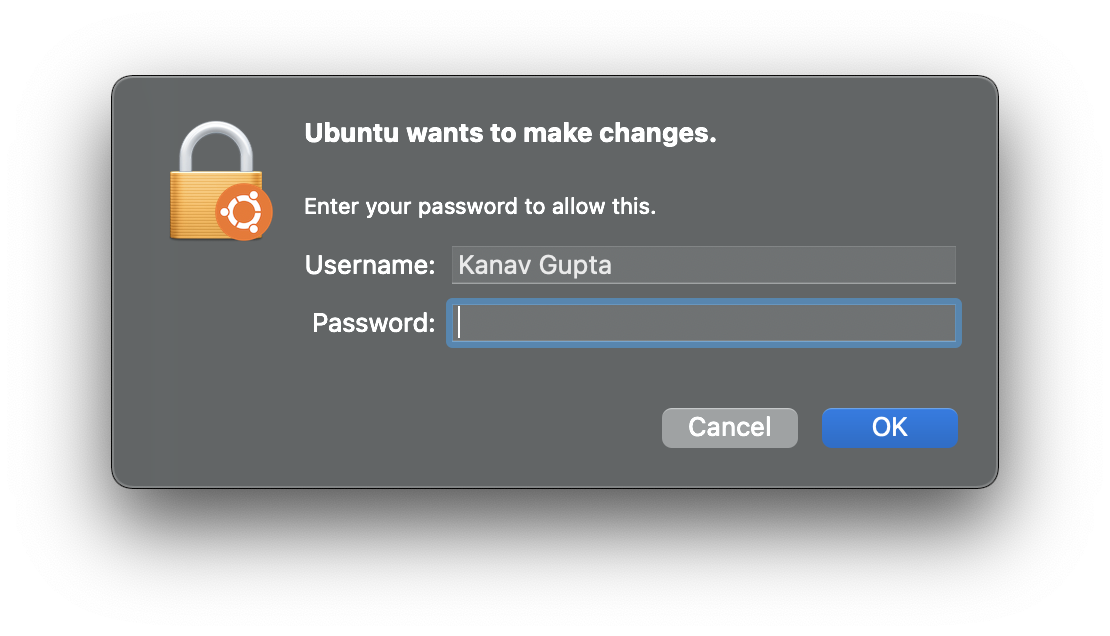 Ubuntu wants to make changes.
Enter your password to allow this.
Username: Kanav Gupta
Password:
Cancel OK